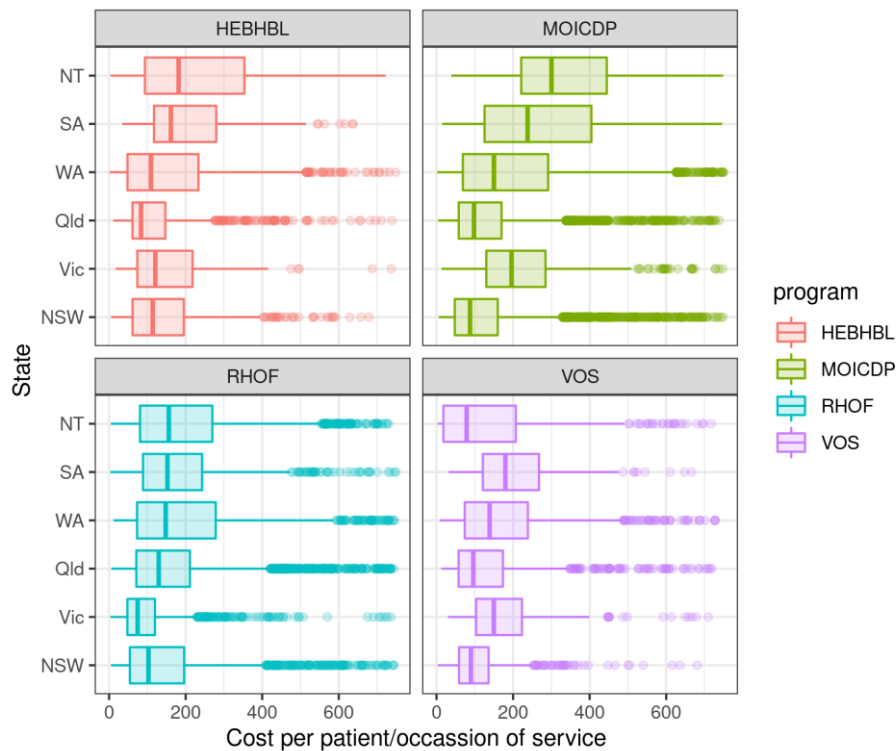 HEBHBL
MOICDP
NT
SA
WA
Qld
Vic
NSW
RHOF
VOS
NT
SA
WA
Qld
Vic
NSW
0 200 400 600
0 200 400 600
State
Cost per patient/occassion of service
program
HEBHBL
MOICDP
RHOF
VOS